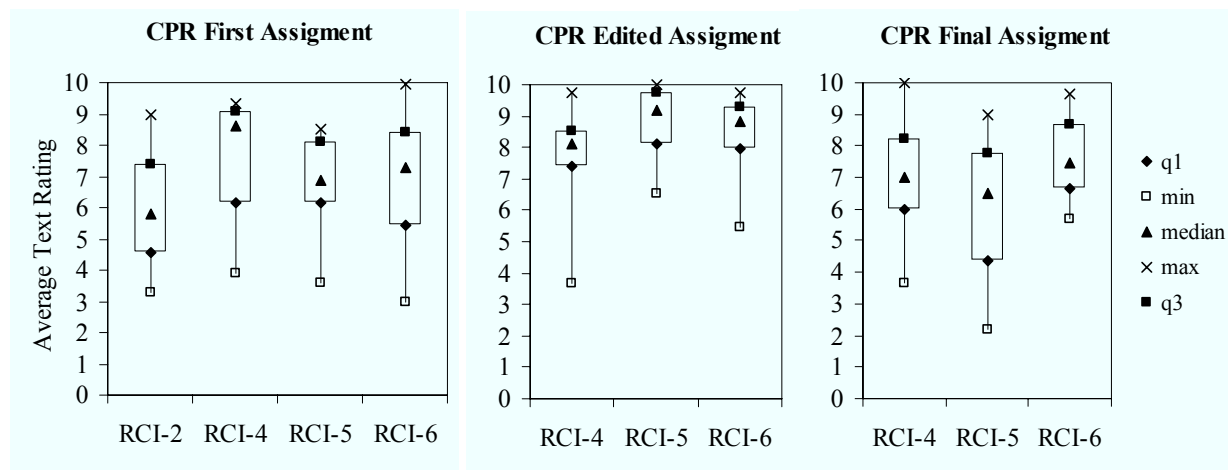 CPR First Assigment
Average Text Rating
10
9
8
7
6
5
4
3
2
1
0
RCI-2 RCI-4 RCI-5 RCI-6
CPR Edited Assigment
10
9
8
7
6
5
4
3
2
1
0
RCI-4 RCI-5 RCI-6
CPR Final Assigment
10
9
8
7
6
5
4
3
2
1
0
RCI-4 RCI-5 RCI-6
q1
min
median
max
q3